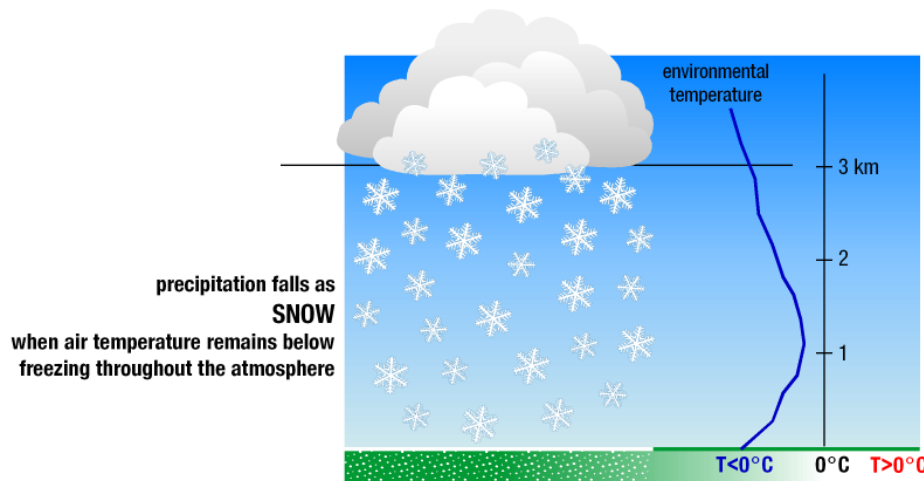 environmental
temperature
3 km
2
precipitation falls as
SNOW
when air temperature remains below
freezing throughout the atmosphere
1
T<0°C
0°C
T>0°C